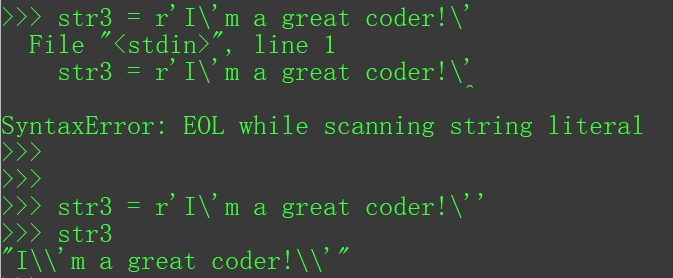 >>> str3 = r'I\'m a great coder!\'
  File "<stdin>", line 1
    str3 = r'I\'m a great coder!\'
                                 ^
SyntaxError: EOL while scanning string literal
>>>
>>>
>>> str3 = r'I\'m a great coder!\''
>>> str3
"I\\'m a great coder!\\'"